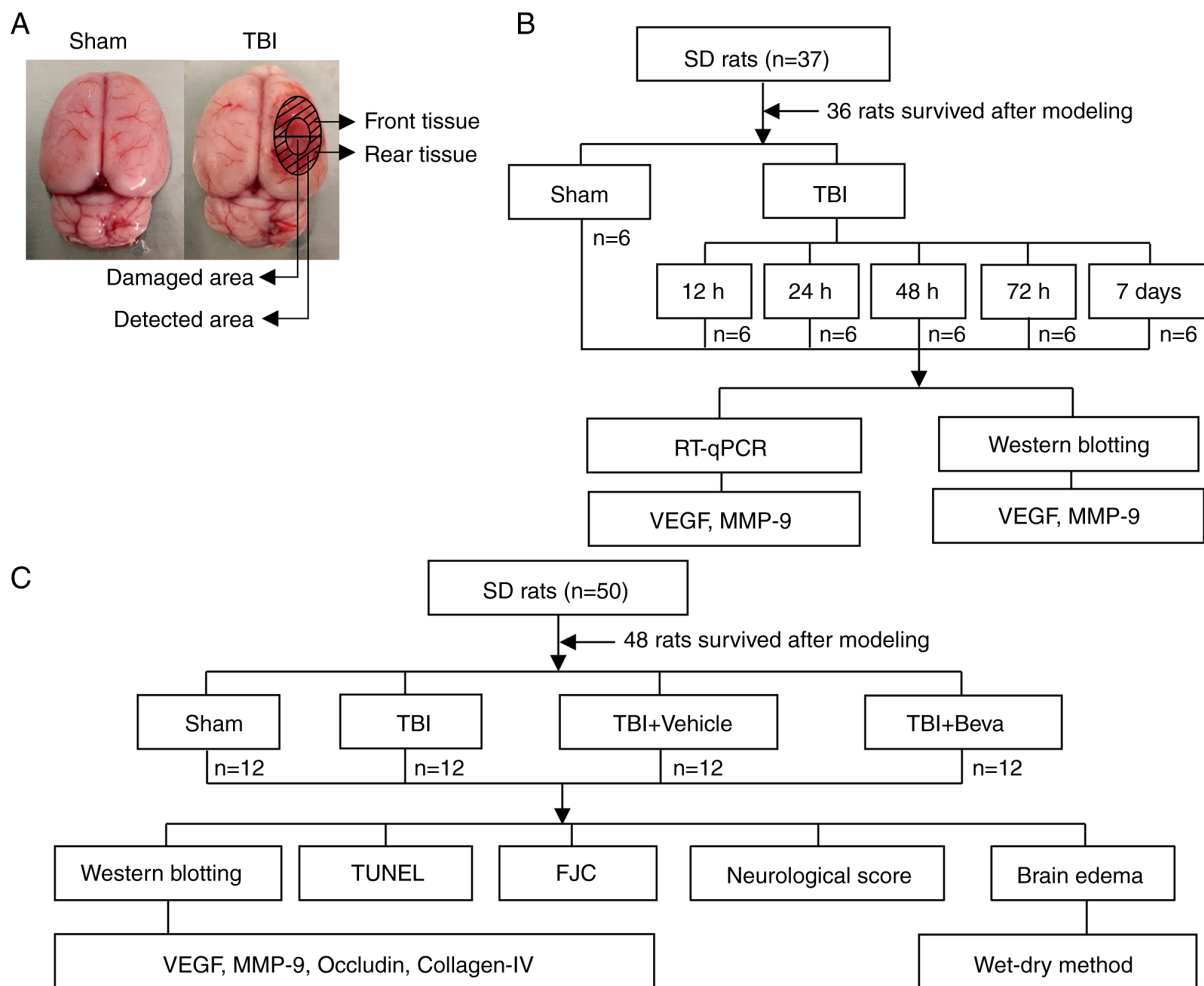 A
Sham
TBI
Front tissue
Rear tissue
Damaged area
Detected area
B
SD rats (n=37)
36 rats survived after modeling
Sham
TBI
n=6
12 h
24 h
48 h
72 h
7 days
n=6
n=6
n=6
n=6
n=6
RT-qPCR
Western blotting
VEGF, MMP-9
VEGF, MMP-9
C
SD rats (n=50)
48 rats survived after modeling
Sham
TBI
TBI+Vehicle
TBI+Beva
n=12
n=12
n=12
n=12
Western blotting
TUNEL
FJC
Neurological score
Brain edema
VEGF, MMP-9, Occludin, Collagen-IV
Wet-dry method